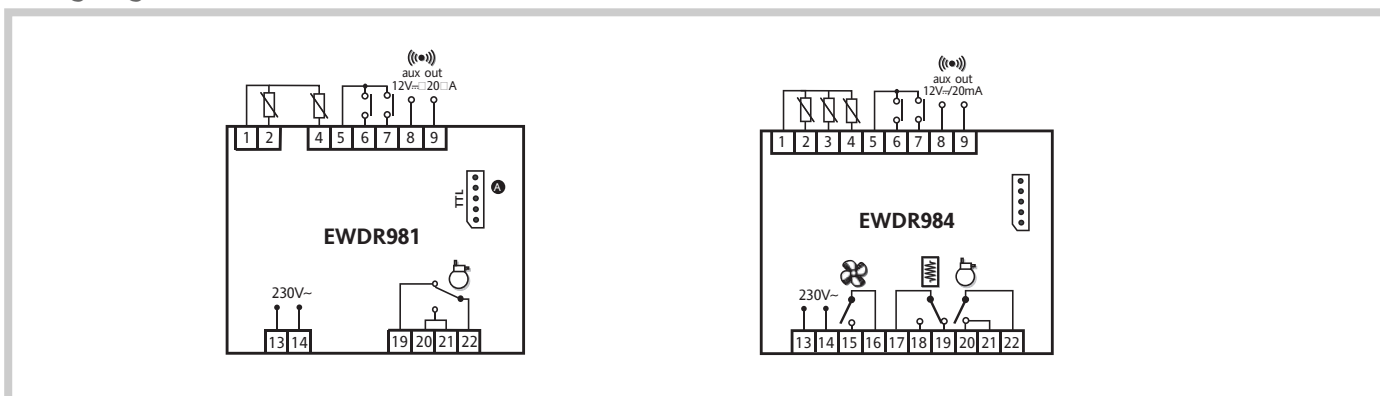 aux out
12V⎓□20□A
1 2 4 5 6 7 8 9
TTL
A
EWDR981
230V~
13 14 19 20 21 22
aux out
12V⎓/20mA
1 2 3 4 5 6 7 8 9
EWDR984
230V~
13 14 15 16 17 18 19 20 21 22